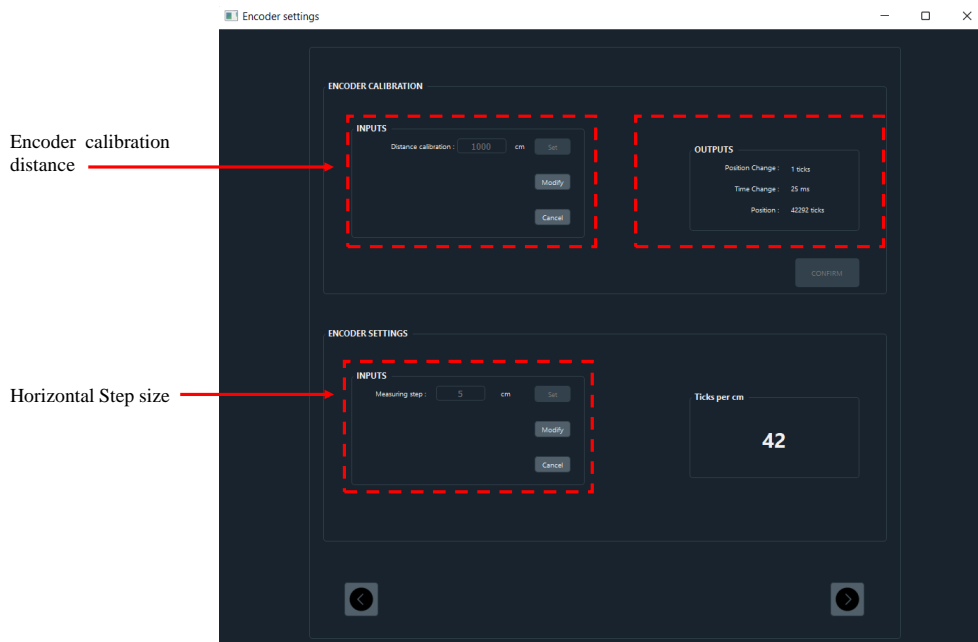 Encoder settings
ENCODER CALIBRATION
Encoder calibration
distance
INPUTS
Distance calibration : 1000 cm Set
Modify
Cancel
OUTPUTS
Position Change : 1 ticks
Time Change : 25 ms
Position : 42292 ticks
CONFIRM
ENCODER SETTINGS
Horizontal Step size
INPUTS
Measuring step : 5 cm Set
Modify
Cancel
Ticks per cm
42